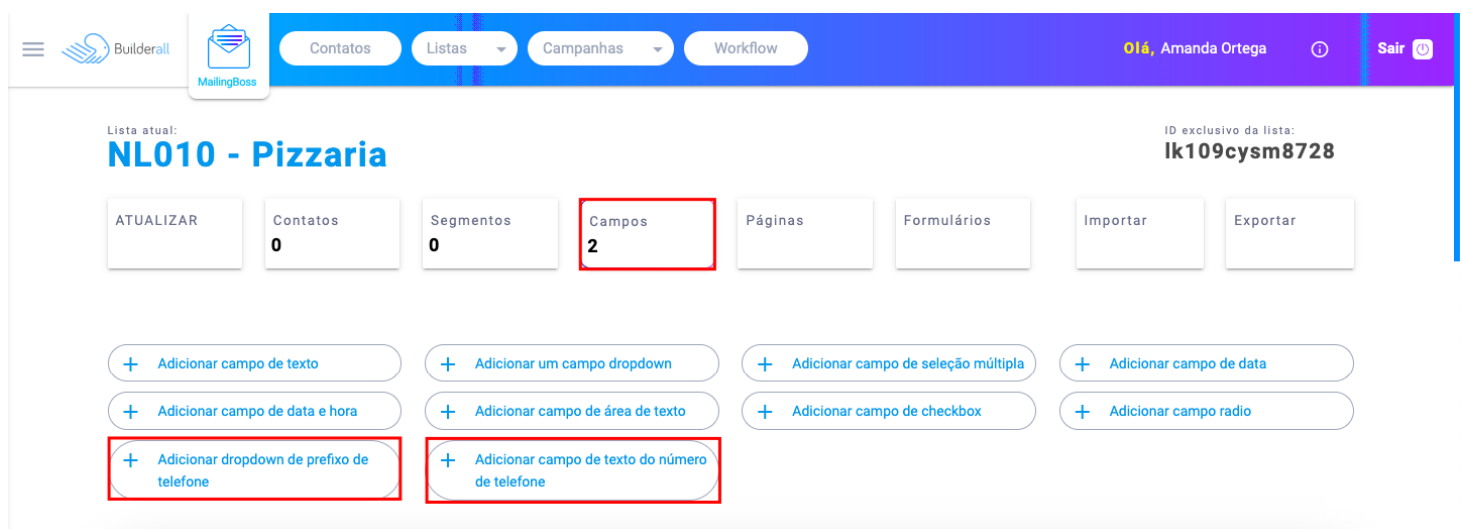 Builderall
MailingBoss
Contatos
Listas
Campanhas
Workflow
Olá, Amanda Ortega
Sair
Lista atual:
NL010 - Pizzaria
ID exclusivo da lista:
lk109cysm8728
ATUALIZAR
Contatos
0
Segmentos
0
Campos
2
Páginas
Formulários
Importar
Exportar
+ Adicionar campo de texto
+ Adicionar um campo dropdown
+ Adicionar campo de seleção múltipla
+ Adicionar campo de data
+ Adicionar campo de data e hora
+ Adicionar campo de área de texto
+ Adicionar campo de checkbox
+ Adicionar campo radio
+ Adicionar dropdown de prefixo de
telefone
+ Adicionar campo de texto do número
de telefone